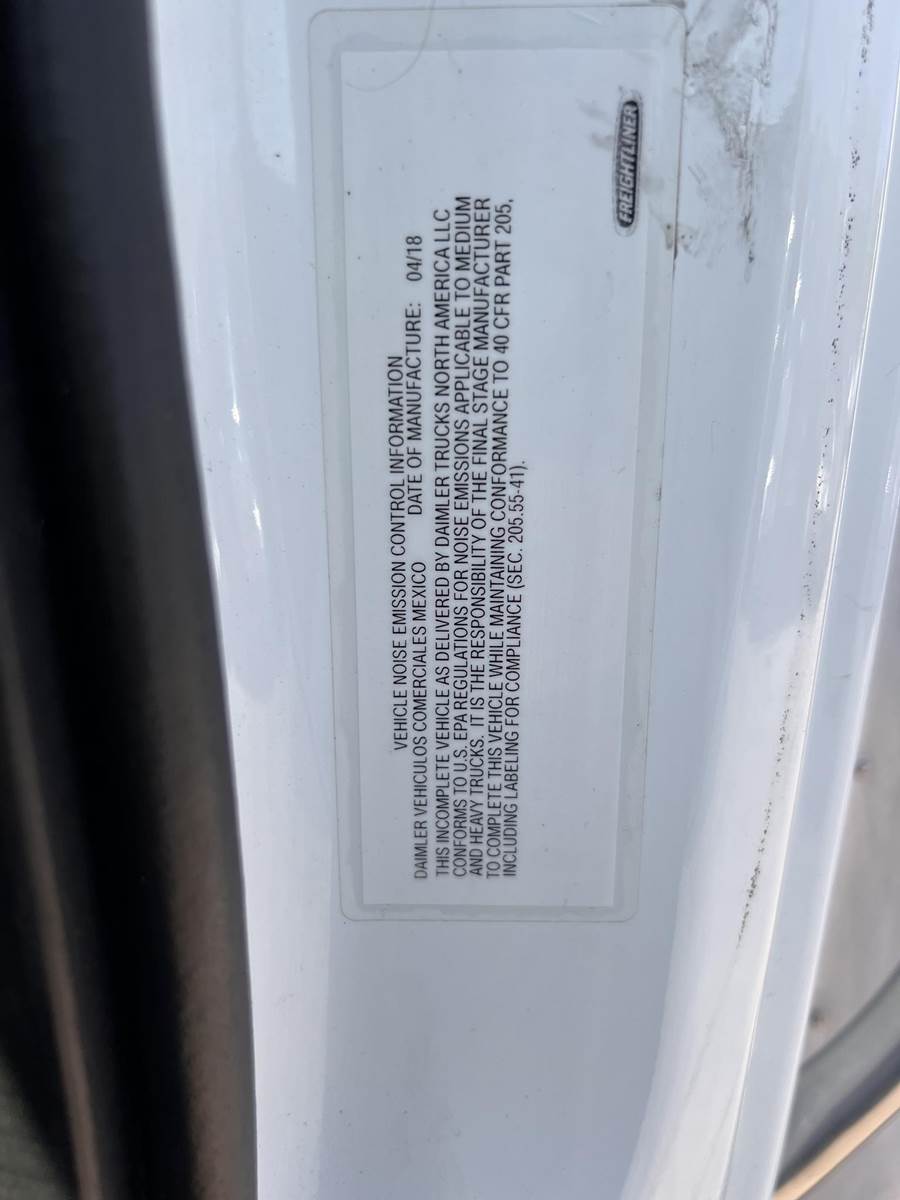 VEHICLE NOISE EMISSION CONTROL INFORMATION
DAIMLER VEHICULOS COMERCIALES MEXICO DATE OF MANUFACTURE: 04/18
THIS INCOMPLETE VEHICLE AS DELIVERED BY DAIMLER TRUCKS NORTH AMERICA LLC
CONFORMS TO U.S. EPA REGULATIONS FOR NOISE EMISSIONS APPLICABLE TO MEDIUM
AND HEAVY TRUCKS. IT IS THE RESPONSIBILITY OF THE FINAL STAGE MANUFACTURER
TO COMPLETE THIS VEHICLE WHILE MAINTAINING CONFORMANCE TO 40 CFR PART 205,
INCLUDING LABELING FOR COMPLIANCE (SEC. 205.55-41).
FREIGHTLINER